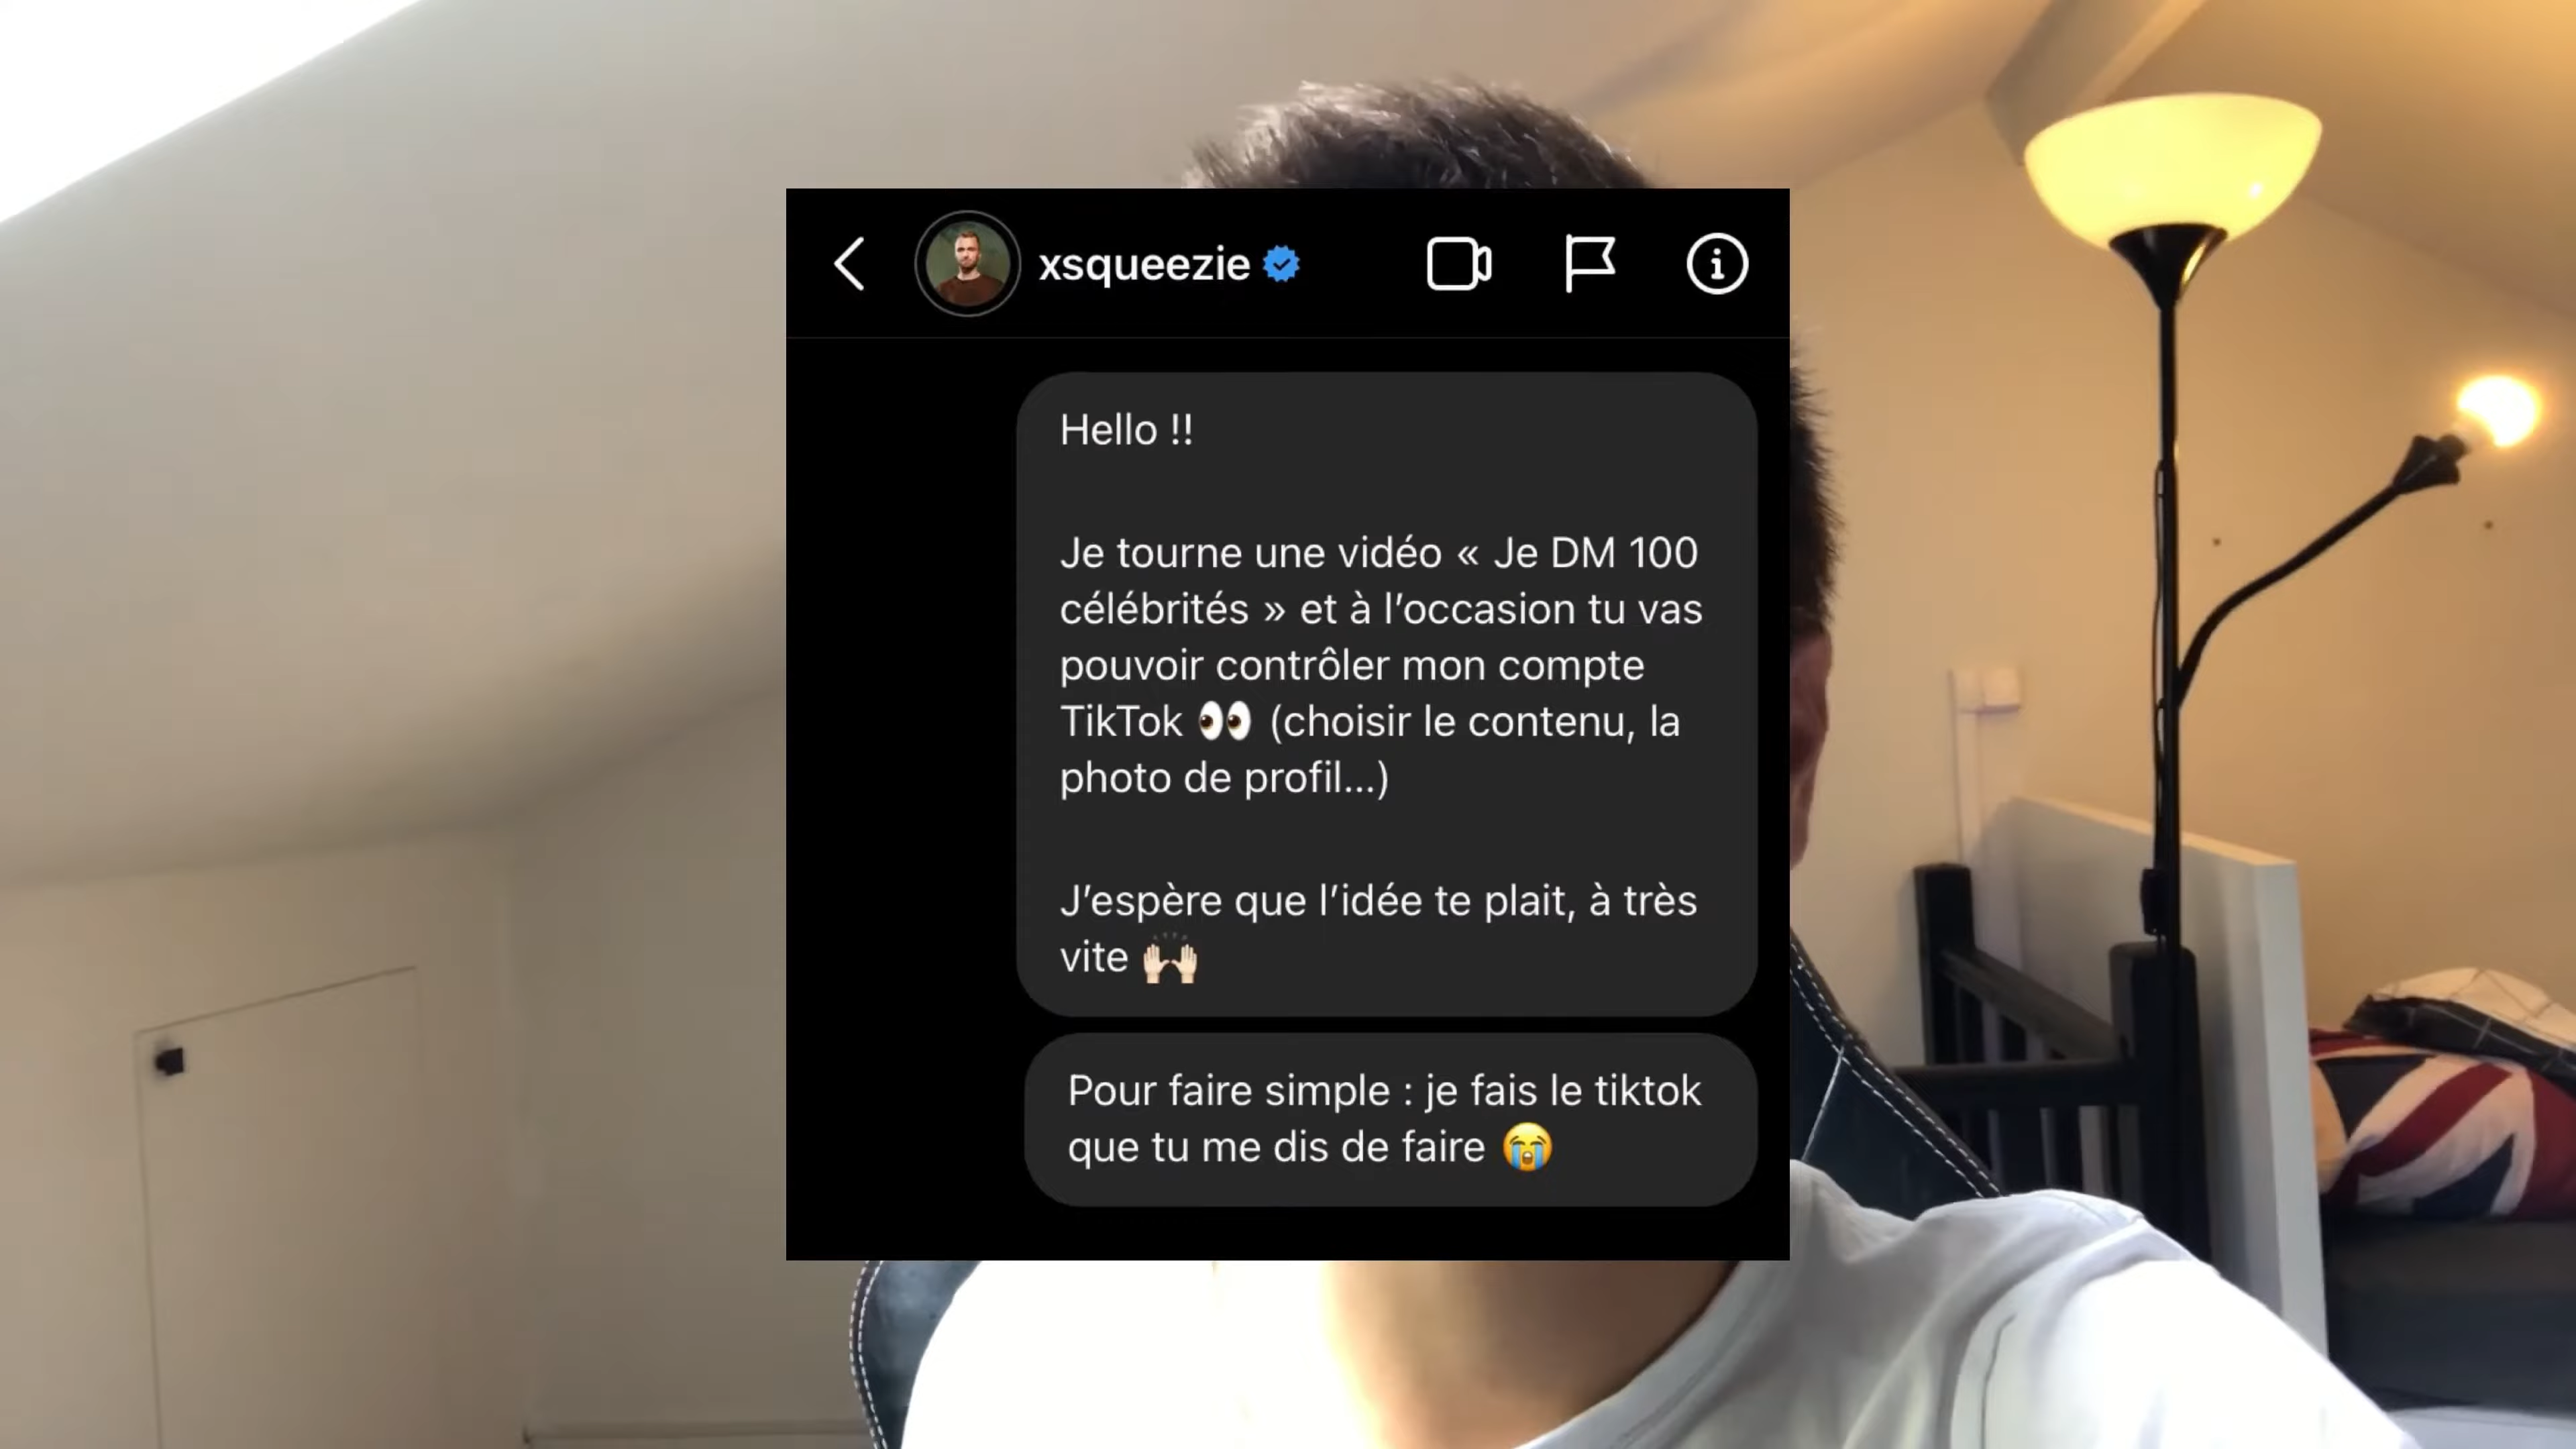 xsqueezie
Hello !!
Je tourne une vidéo « Je DM 100
célébrités » et à l’occasion tu vas
pouvoir contrôler mon compte
TikTok 👀 (choisir le contenu, la
photo de profil...)
J’espère que l’idée te plait, à très
vite 🙌🏻
Pour faire simple : je fais le tiktok
que tu me dis de faire 😭